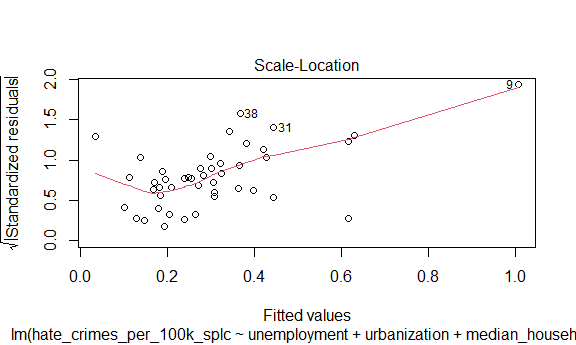 Scale-Location
√|Standardized residuals|
2.0
1.5
1.0
0.5
0.0
9
38
31
0.0 0.2 0.4 0.6 0.8 1.0
Fitted values
lm(hate_crimes_per_100k_splc ~ unemployment + urbanization + median_househ